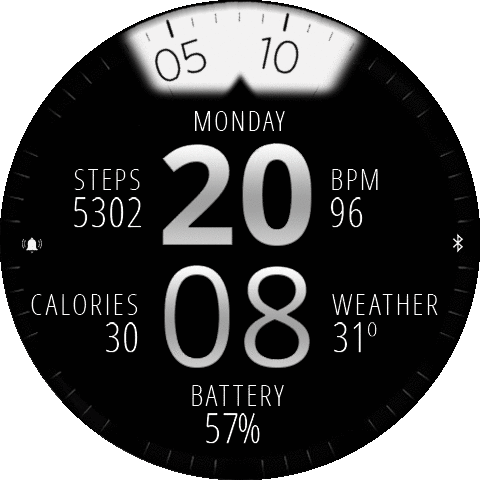 05 10
MONDAY
20
08
STEPS
5302
BPM
96
CALORIES
30
WEATHER
31º
BATTERY
57%